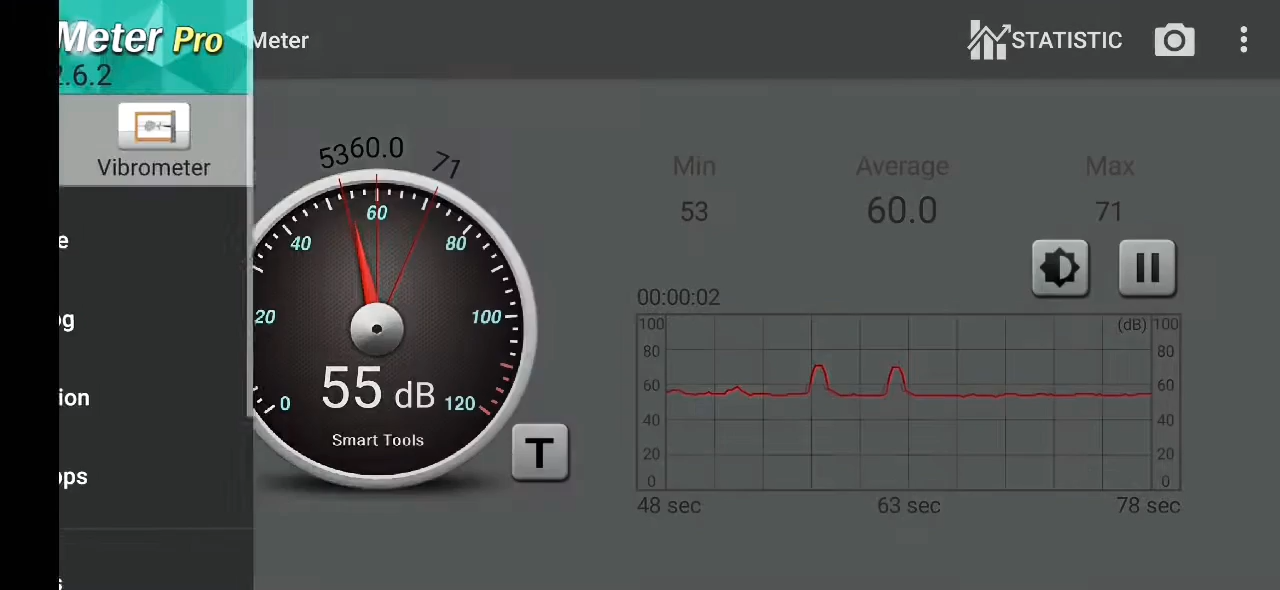 Meter Pro
2.6.2
Vibrometer
e
og
ion
pps
s
Meter
STATISTIC
53 60.0 71
0 20 40 60 80 100 120
55 dB
Smart Tools
T
Min Average Max
53 60.0 71
00:00:02
100 (dB) 100
80 80
60 60
40 40
20 20
0 0
48 sec 63 sec 78 sec